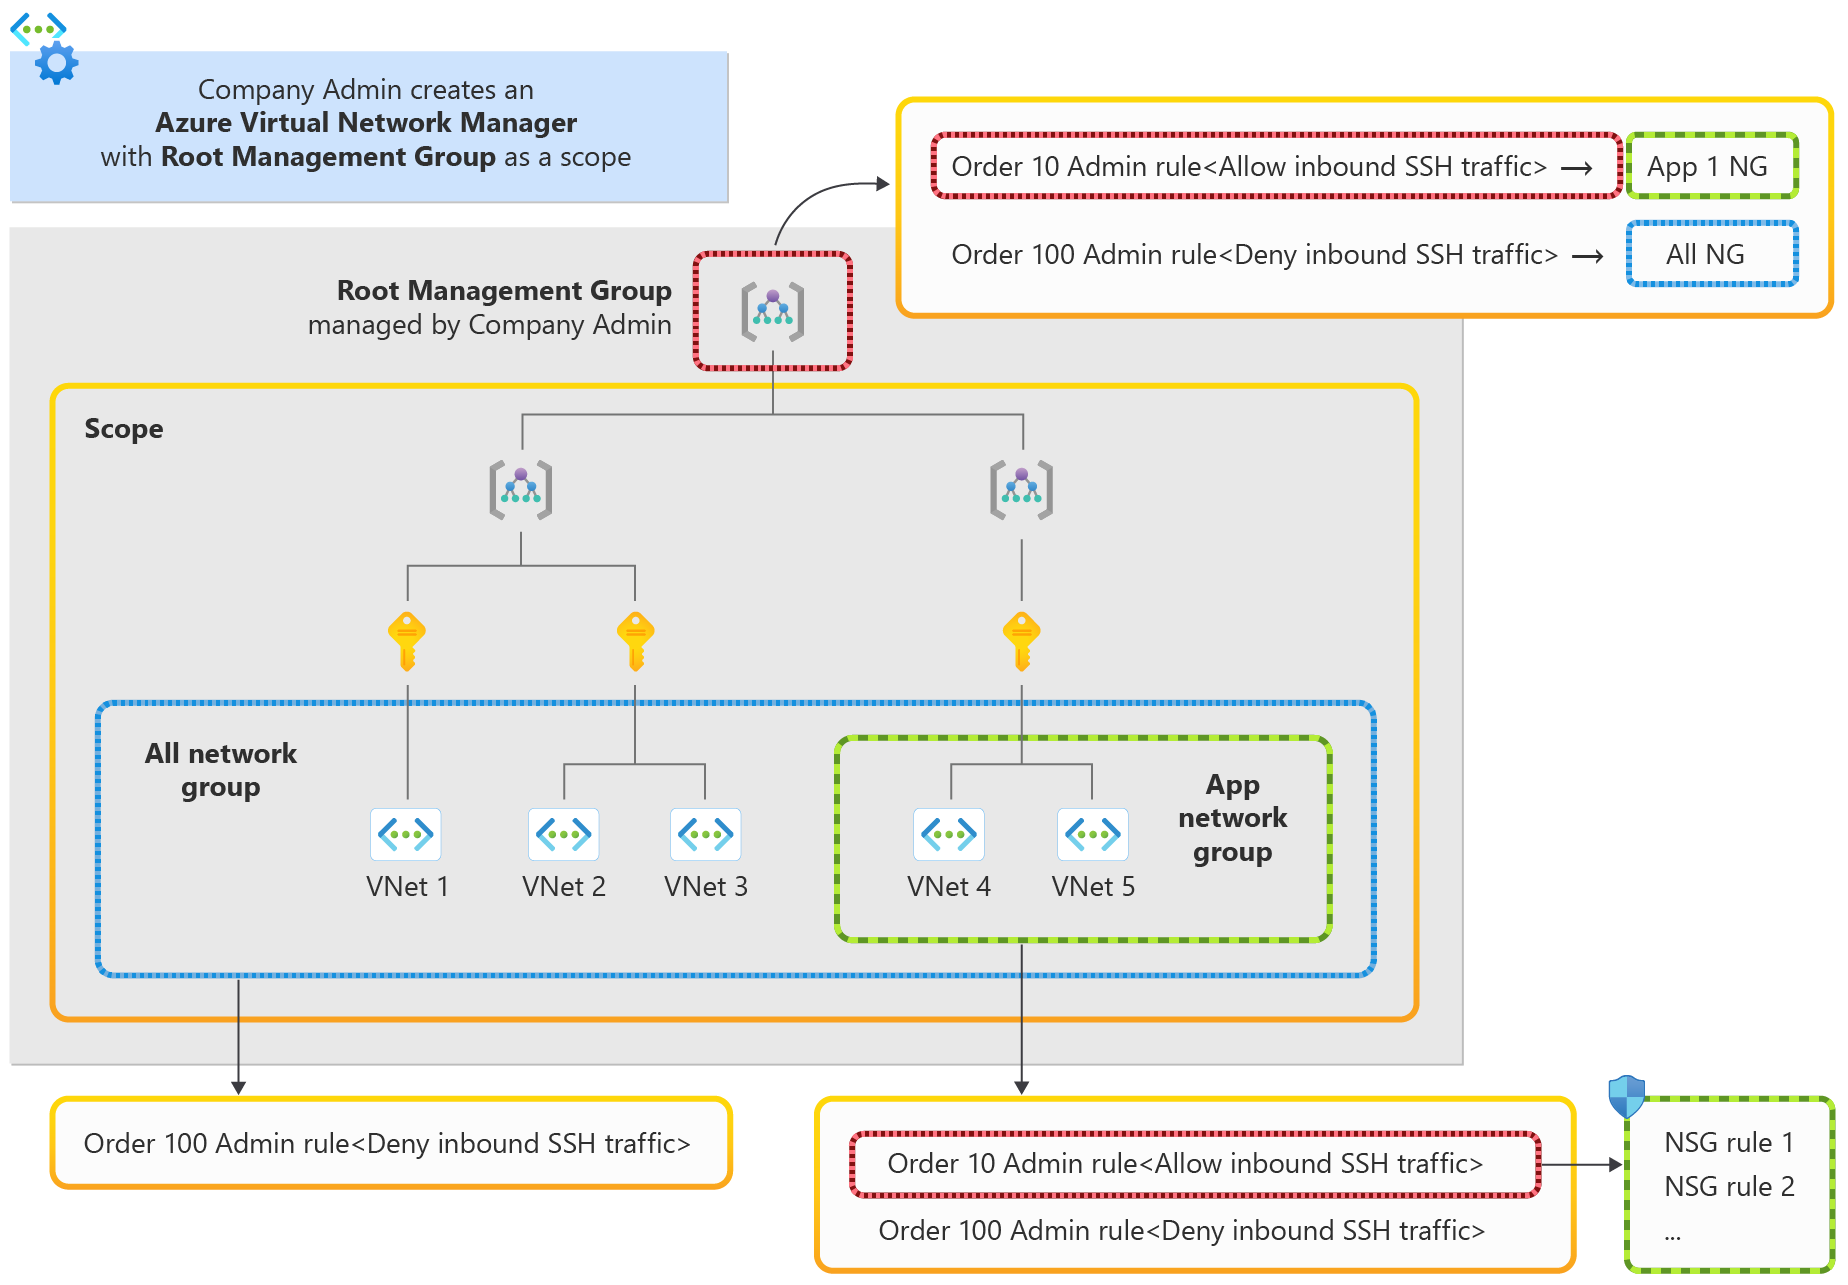 Company Admin creates an
Azure Virtual Network Manager
with Root Management Group as a scope
Order 10 Admin rule<Allow inbound SSH traffic> → App 1 NG
Order 100 Admin rule<Deny inbound SSH traffic> → All NG
Root Management Group
managed by Company Admin
Scope
All network
group
App
network
group
VNet 1
VNet 2
VNet 3
VNet 4
VNet 5
Order 100 Admin rule<Deny inbound SSH traffic>
Order 10 Admin rule<Allow inbound SSH traffic>
Order 100 Admin rule<Deny inbound SSH traffic>
NSG rule 1
NSG rule 2
...